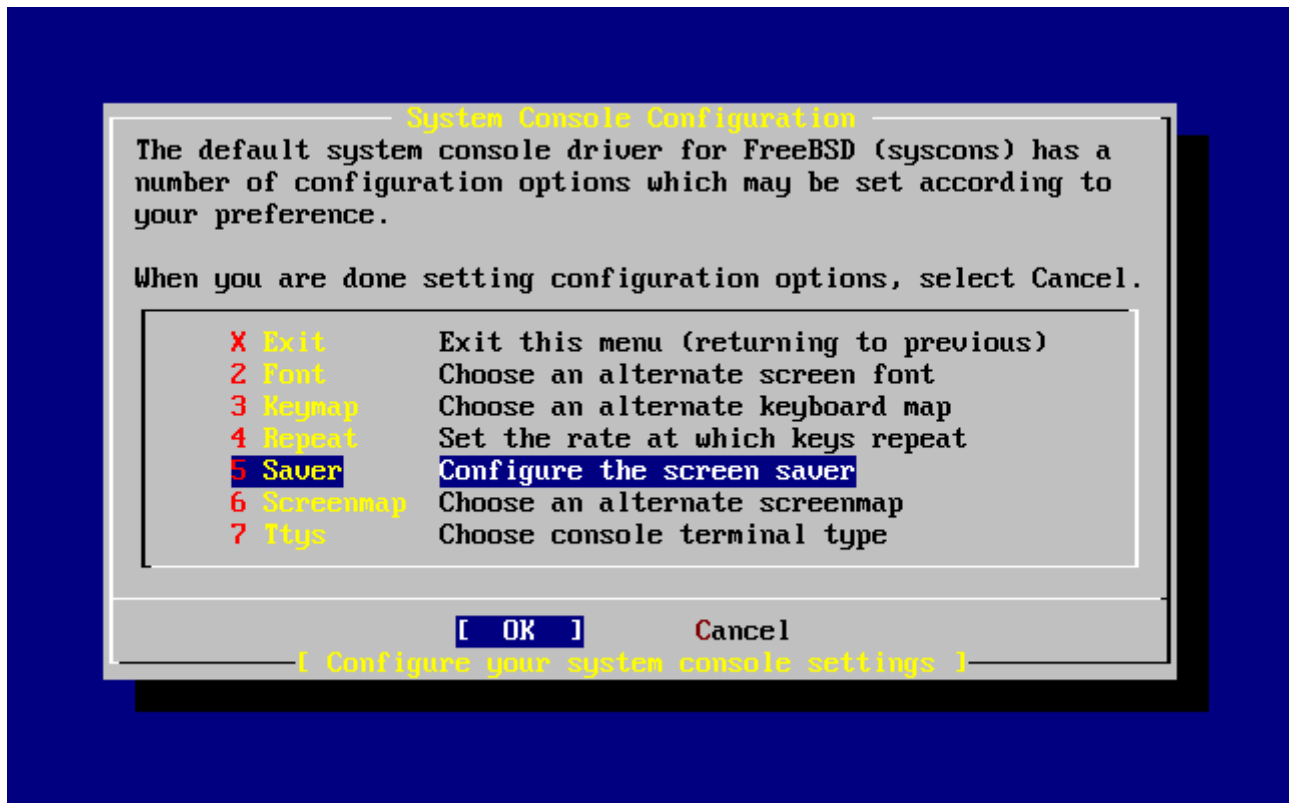 System Console Configuration
The default system console driver for FreeBSD (syscons) has a
number of configuration options which may be set according to
your preference.
When you are done setting configuration options, select Cancel.
X Exit Exit this menu (returning to previous)
2 Font Choose an alternate screen font
3 Keymap Choose an alternate keyboard map
4 Repeat Set the rate at which keys repeat
5 Saver Configure the screen saver
6 Screenmap Choose an alternate screenmap
7 Ttys Choose console terminal type
[ OK ] Cancel
[ Configure your system console settings ]